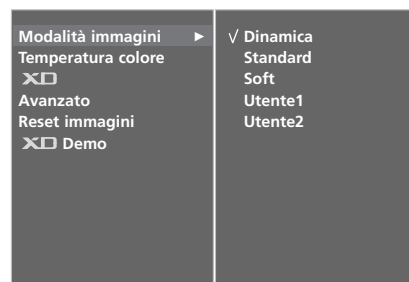 Modalità immagini ►
Temperatura colore
XD
Avanzato
Reset immagini
XD Demo
√ Dinamica
Standard
Soft
Utente1
Utente2